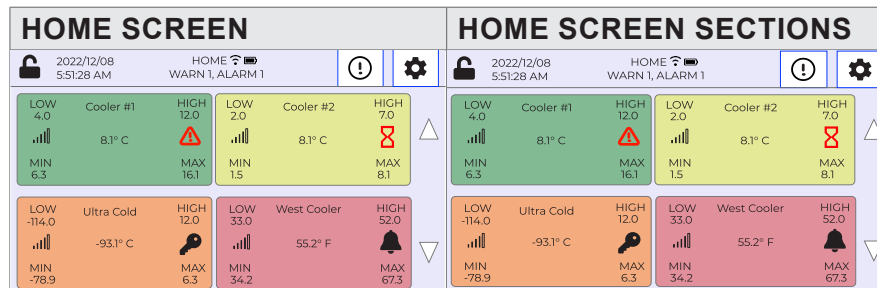 HOME SCREEN
2022/12/08 HOME
5:51:28 AM WARN 1, ALARM 1
LOW Cooler #1 HIGH
4.0 12.0
8.1° C
MIN MAX
6.3 16.1
LOW Cooler #2 HIGH
2.0 7.0
8.1° C
MIN MAX
1.5 8.1
LOW Ultra Cold HIGH
-114.0 12.0
-93.1° C
MIN MAX
-78.9 6.3
LOW West Cooler HIGH
33.0 52.0
55.2° F
MIN MAX
34.2 67.3
HOME SCREEN SECTIONS
2022/12/08 HOME
5:51:28 AM WARN 1, ALARM 1
LOW Cooler #1 HIGH
4.0 12.0
8.1° C
MIN MAX
6.3 16.1
LOW Cooler #2 HIGH
2.0 7.0
8.1° C
MIN MAX
1.5 8.1
LOW Ultra Cold HIGH
-114.0 12.0
-93.1° C
MIN MAX
-78.9 6.3
LOW West Cooler HIGH
33.0 52.0
55.2° F
MIN MAX
34.2 67.3